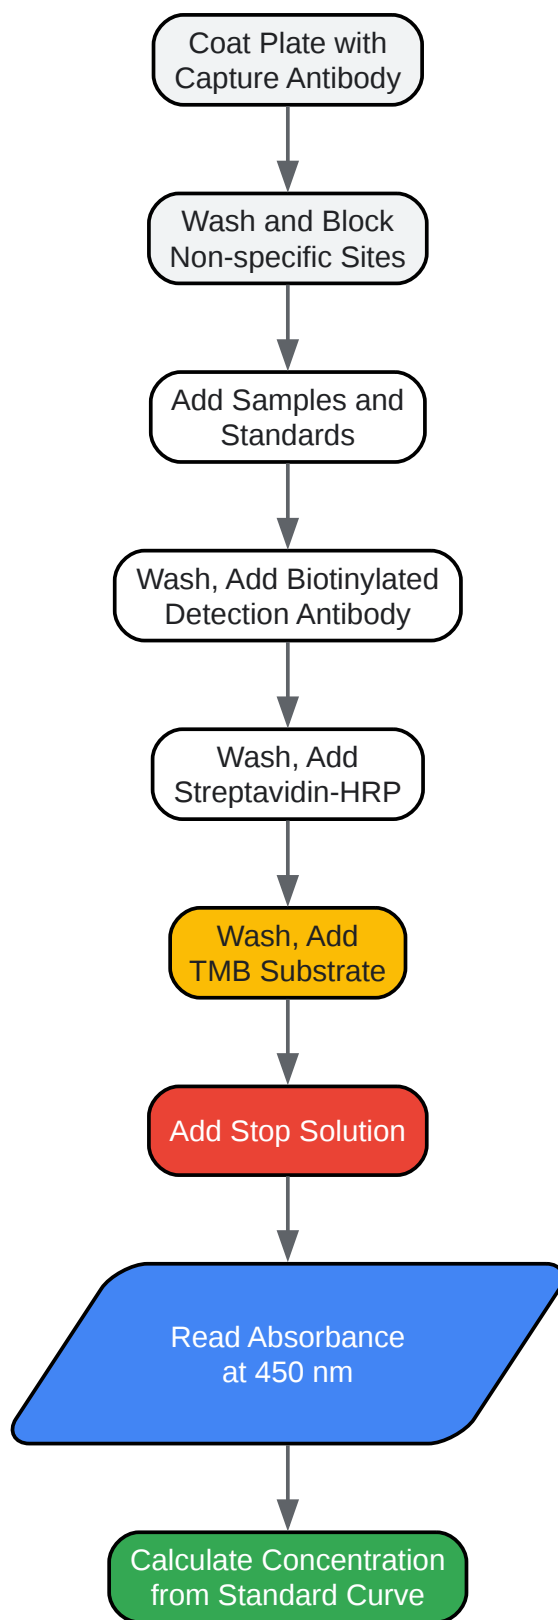 Coat Plate with
Capture Antibody
Wash and Block
Non-specific Sites
Add Samples and
Standards
Wash, Add Biotinylated
Detection Antibody
Wash, Add
Streptavidin-HRP
Wash, Add
TMB Substrate
Add Stop Solution
Read Absorbance
at 450 nm
Calculate Concentration
from Standard Curve